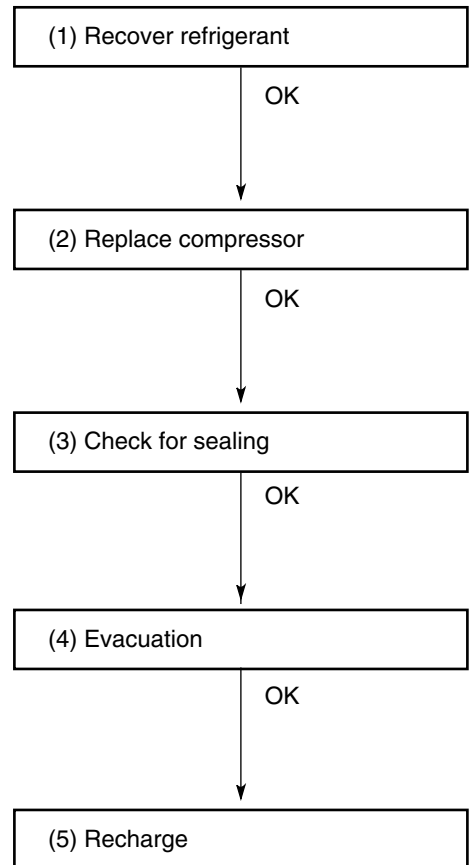 (1) Recover refrigerant
OK
(2) Replace compressor
OK
(3) Check for sealing
OK
(4) Evacuation
OK
(5) Recharge